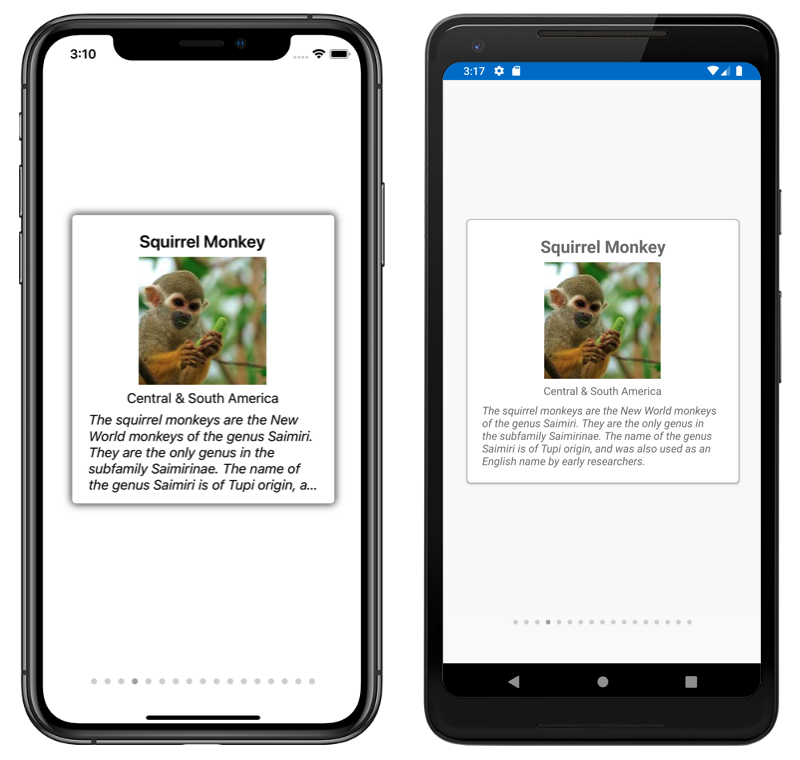 3:10
Squirrel Monkey
Central & South America
The squirrel monkeys are the New
World monkeys of the genus Saimiri.
They are the only genus in the
subfamily Saimirinae. The name of
the genus Saimiri is of Tupi origin, a...
3:17
Squirrel Monkey
Central & South America
The squirrel monkeys are the New World monkeys
of the genus Saimiri. They are the only genus in
the subfamily Saimirinae. The name of the genus
Saimiri is of Tupi origin, and was also used as an
English name by early researchers.